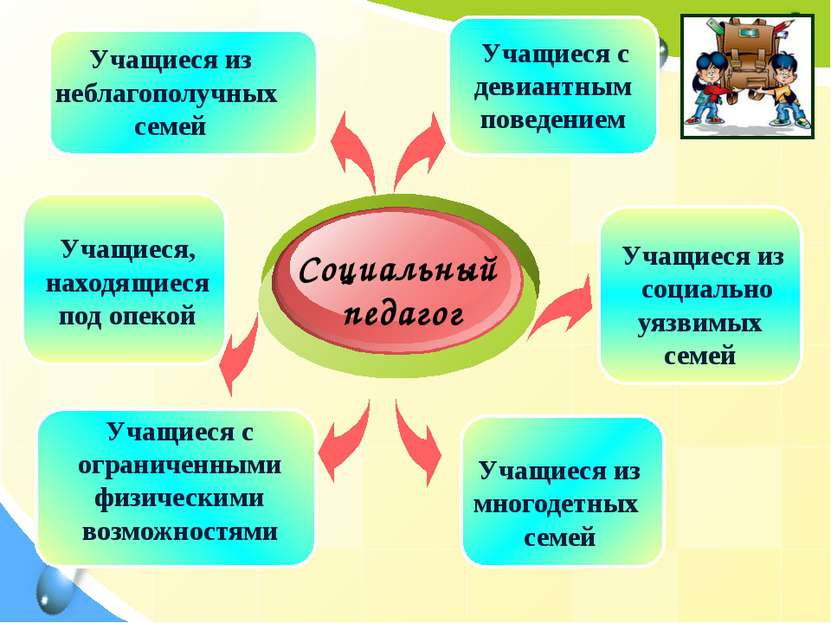 Учащиеся из
неблагополучных
семей
Учащиеся с
девиантным
поведением
Учащиеся,
находящиеся
под опекой
Социальный
педагог
Учащиеся из
социально
уязвимых
семей
Учащиеся с
ограниченными
физическими
возможностями
Учащиеся из
многодетных
семей